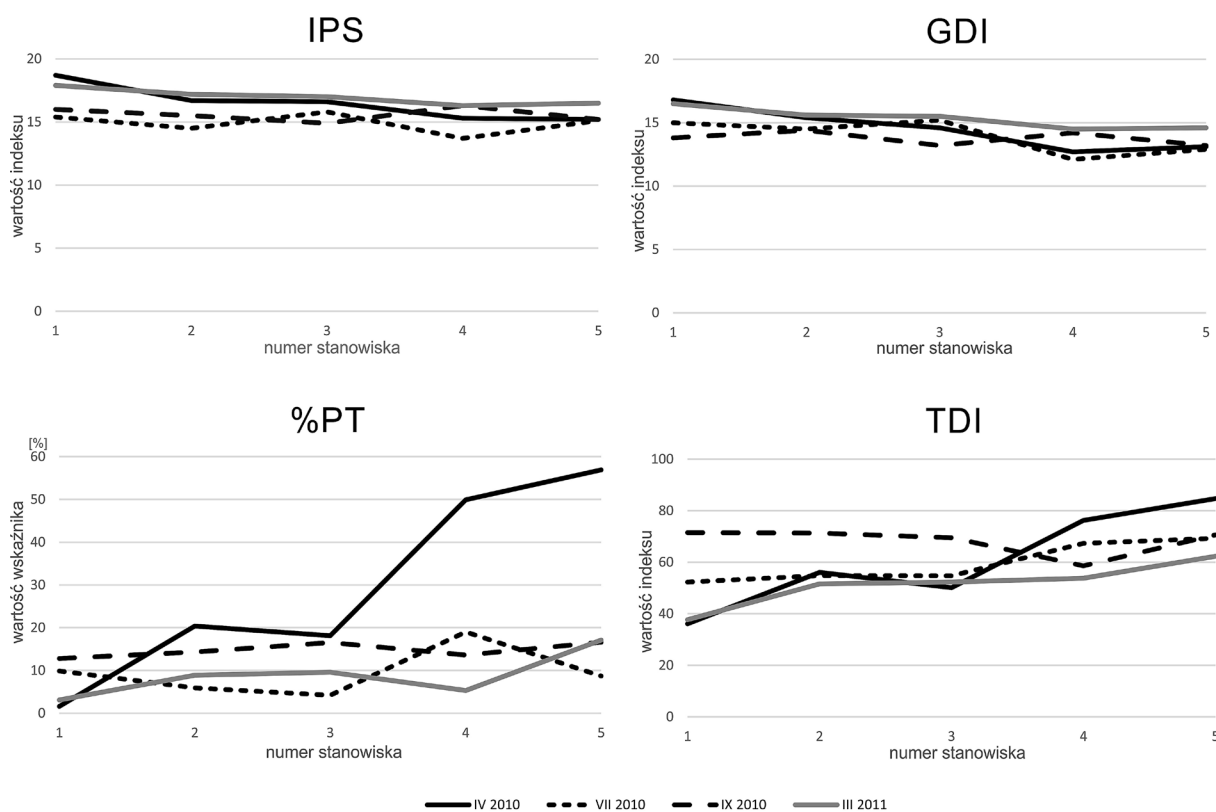 IPS
20
15
10
5
0
wartość indeksu
1 2 3 4 5
numer stanowiska
GDI
20
15
10
5
0
wartość indeksu
1 2 3 4 5
numer stanowiska
%PT
[%]
60
50
40
30
20
10
0
wartość wskaźnika
1 2 3 4 5
numer stanowiska
TDI
100
80
60
40
20
0
wartość indeksu
1 2 3 4 5
numer stanowiska
IV 2010 VII 2010 IX 2010 III 2011